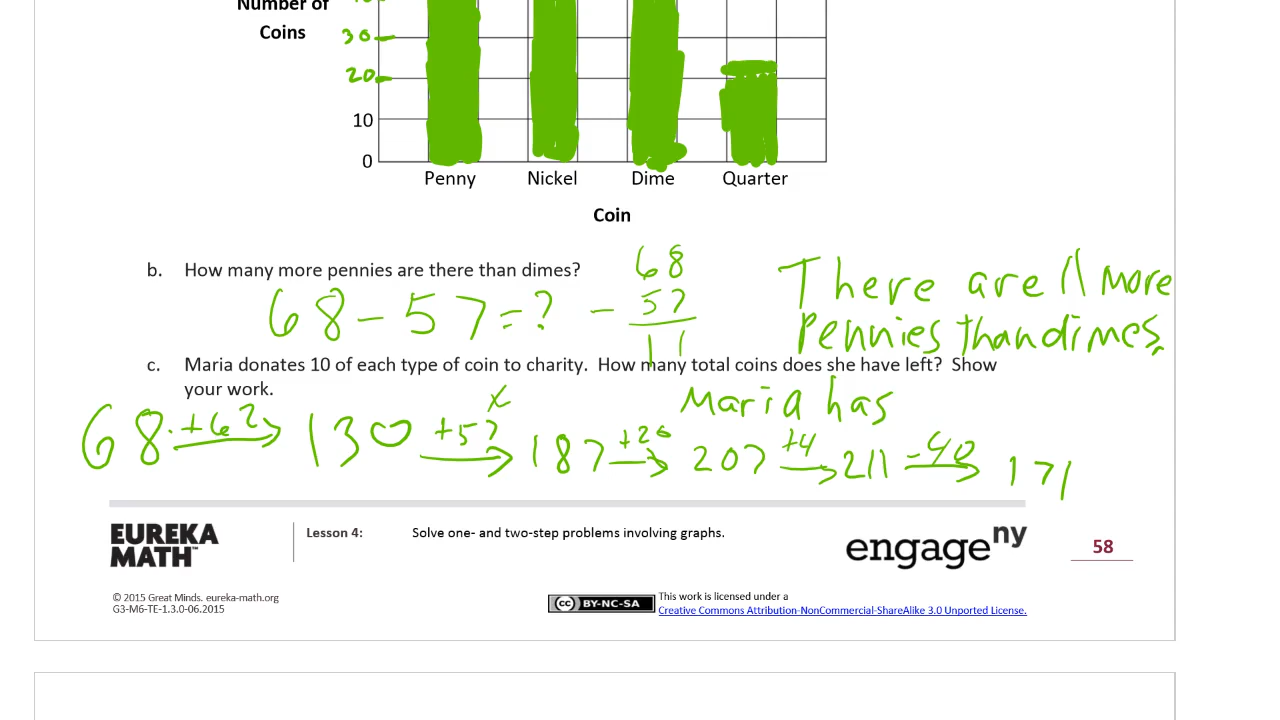 Number of
Coins
30
20
10
0
Penny Nickel Dime Quarter
Coin
b. How many more pennies are there than dimes?
68 - 57 = ?
68
- 57
11
There are 11 more
Pennies than dimes.
c. Maria donates 10 of each type of coin to charity. How many total coins does she have left? Show
your work.
Maria has
68 +62 130 +57 187 +20 207 +4 211 -40 171
EUREKA
MATH™
Lesson 4: Solve one- and two-step problems involving graphs.
engage ny
58
© 2015 Great Minds. eureka-math.org
G3-M6-TE-1.3.0-06.2015
cc BY-NC-SA
This work is licensed under a
Creative Commons Attribution-NonCommercial-ShareAlike 3.0 Unported License.